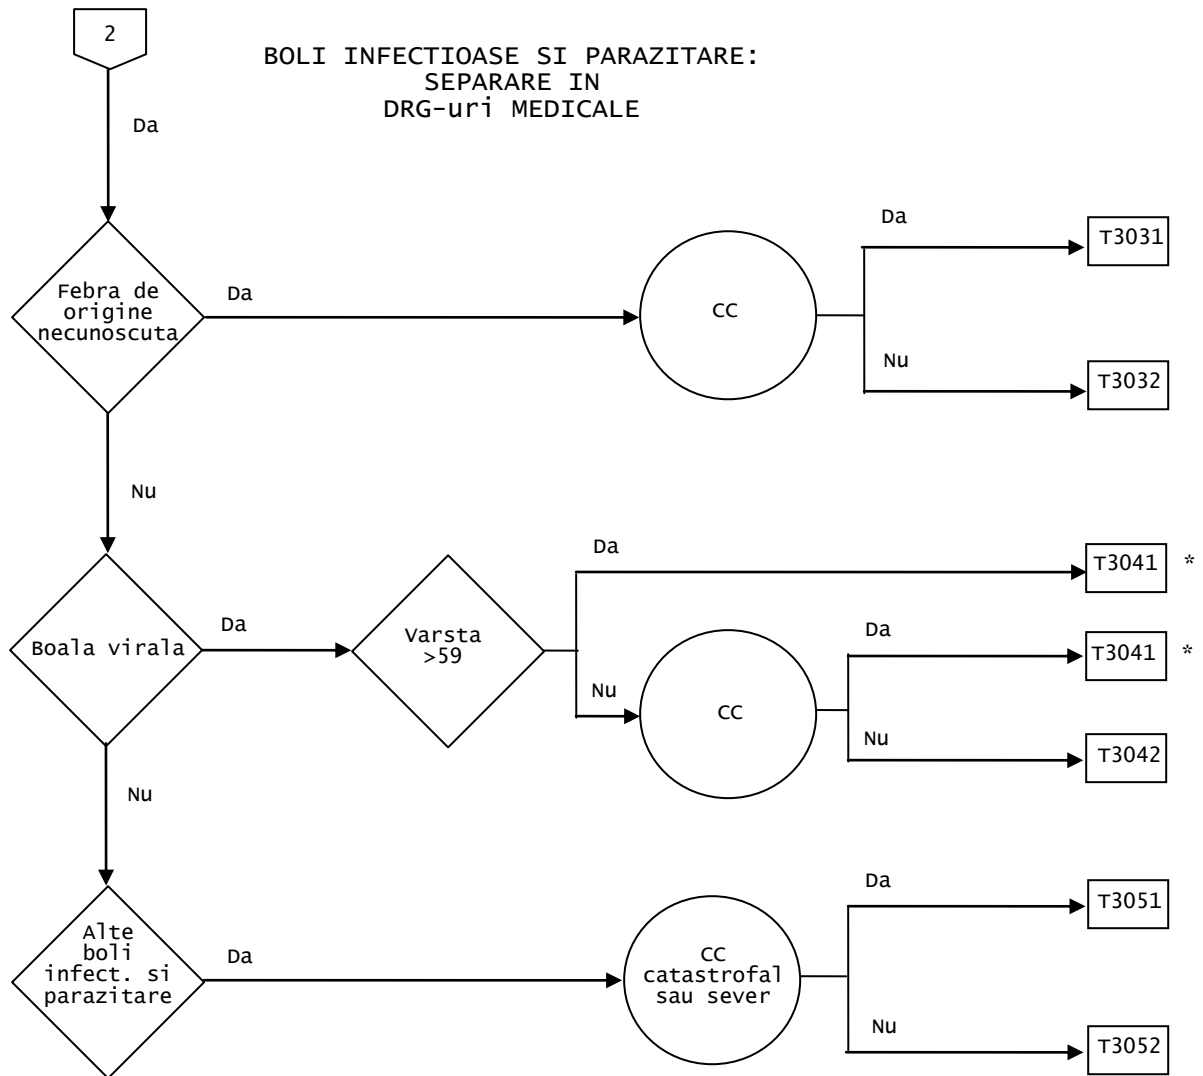 2
BOLI INFECTIOASE SI PARAZITARE:
SEPARARE IN
DRG-uri MEDICALE
Da
Da
T3031
Febra de
origine
necunoscuta
Da
CC
Nu
T3032
Nu
Da
T3041 *
Boala virala
Da
Varsta
>59
Da
T3041 *
Nu
CC
Nu
T3042
Nu
Da
T3051
Alte
boli
infect. si
parazitare
Da
CC
catastrofal
sau sever
Nu
T3052